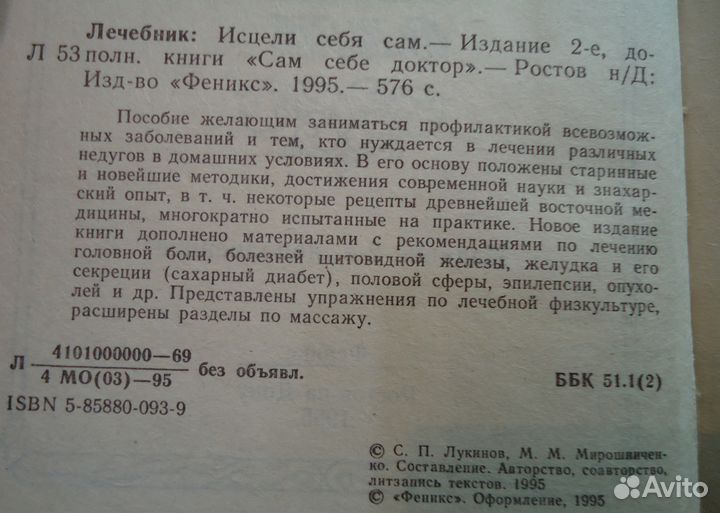 Лечебник: Исцели себя сам.— Издание 2-е, до-
Л 53 полн. книги «Сам себе доктор».— Ростов н/Д:
Изд-во «Феникс». 1995.— 576 с.
Пособие желающим заниматься профилактикой всевозмож-
ных заболеваний и тем, кто нуждается в лечении различных
недугов в домашних условиях. В его основу положены старинные
и новейшие методики, достижения современной науки и знахар-
ский опыт, в т. ч. некоторые рецепты древнейшей восточной ме-
дицины, многократно испытанные на практике. Новое издание
книги дополнено материалами с рекомендациями по лечению
головной боли, болезней щитовидной железы, желудка и его
секреции (сахарный диабет), половой сферы, эпилепсии, опухо-
лей и др. Представлены упражнения по лечебной физкультуре,
расширены разделы по массажу.
4101000000—69
Л без объявл.
4 МО(03)—95
ББК 51.1(2)
ISBN 5-85880-093-9
© С. П. Лукинов, М. М. Мирошниче-
нко. Составление. Авторство, соавторство,
литзапись текстов. 1995
© «Феникс». Оформление, 1995
Avito